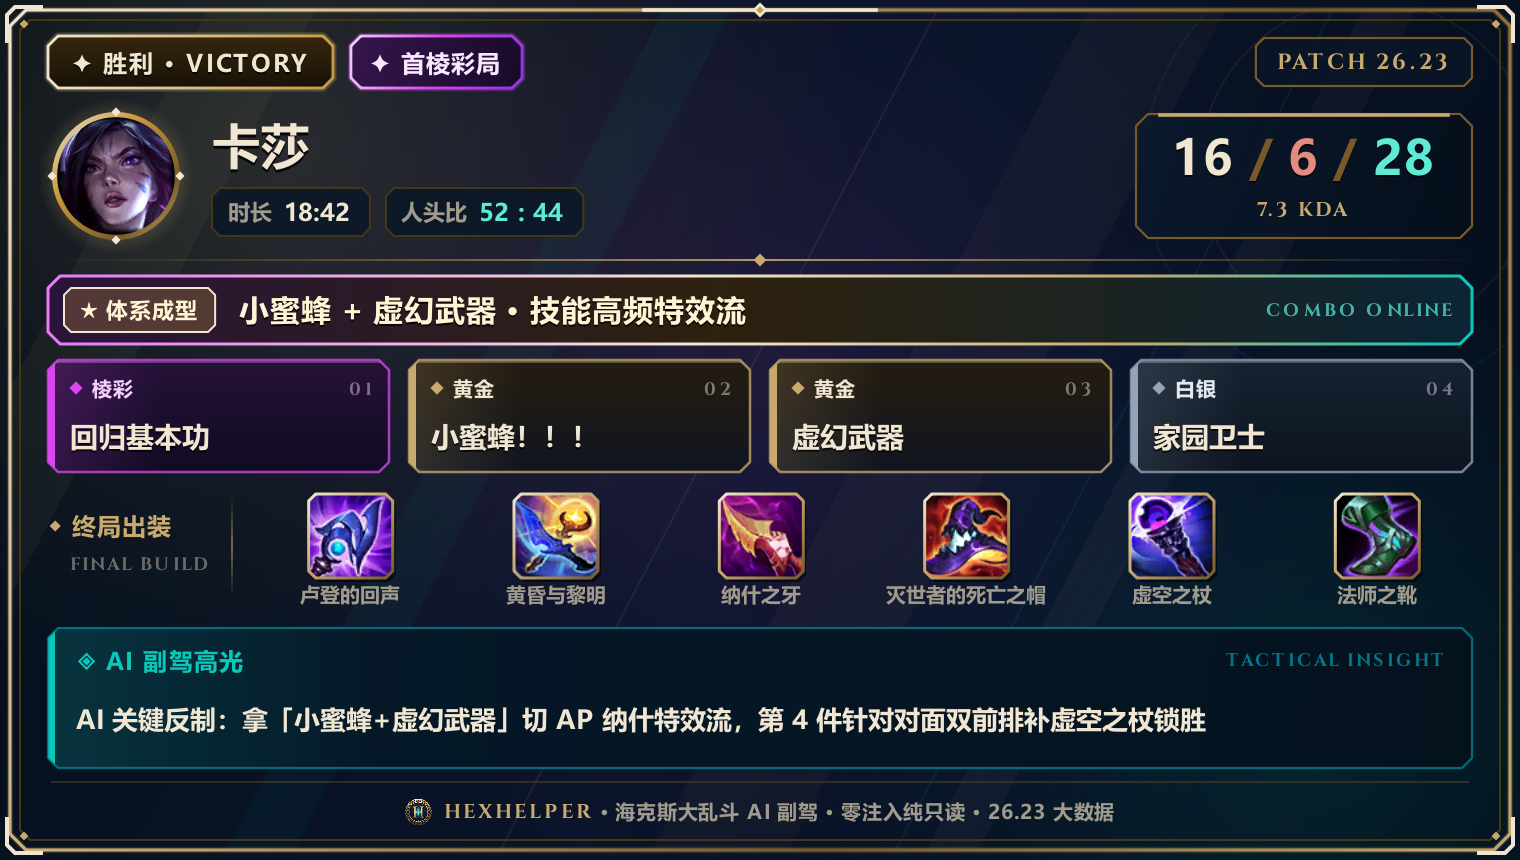 ✦ 胜利 • VICTORY
✦ 首棱彩局
PATCH 26.23
卡莎
时长 18:42
人头比 52 : 44
16 / 6 / 28
7.3 KDA
★ 体系成型
小蜜蜂 + 虚幻武器 • 技能高频特效流
COMBO ONLINE
棱彩
01
回归基本功
黄金
02
小蜜蜂！！！
黄金
03
虚幻武器
白银
04
家园卫士
终局出装
FINAL BUILD
卢登的回声
黄昏与黎明
纳什之牙
灭世者的死亡之帽
虚空之杖
法师之靴
AI 副驾高光
TACTICAL INSIGHT
AI 关键反制：拿「小蜜蜂+虚幻武器」切 AP 纳什特效流，第 4 件针对对面双前排补虚空之杖锁胜
HEXHELPER • 海克斯大乱斗 AI 副驾 • 零注入纯只读 • 26.23 大数据